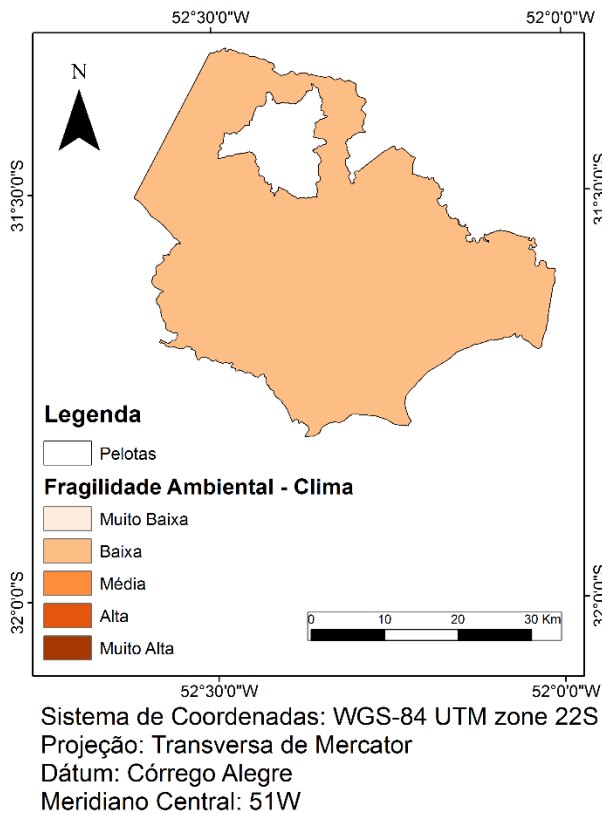 52°30'0"W
52°0'0"W
N
31°30'0"S
31°30'0"S
Legenda
Pelotas
Fragilidade Ambiental - Clima
Muito Baixa
Baixa
Média
Alta
Muito Alta
0 10 20 30 Km
32°0'0"S
32°0'0"S
52°30'0"W
52°0'0"W
Sistema de Coordenadas: WGS-84 UTM zone 22S
Projeção: Transversa de Mercator
Dátum: Córrego Alegre
Meridiano Central: 51W